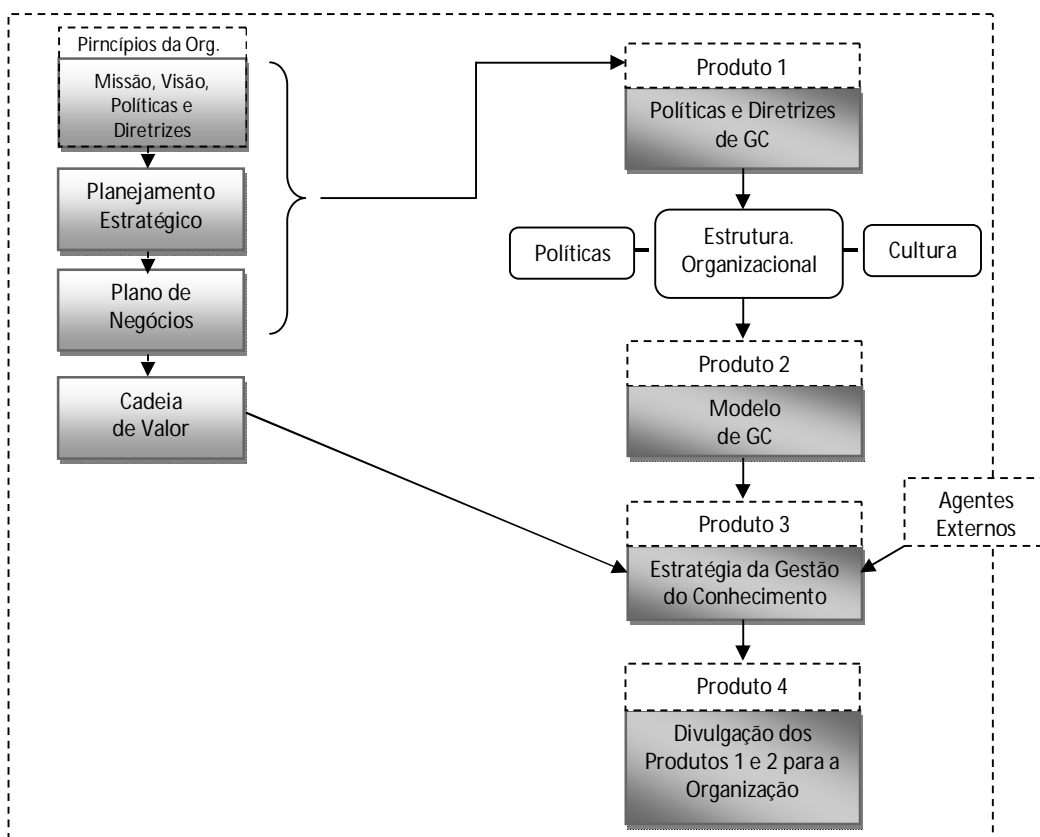 Pirncípios da Org.
Missão, Visão,
Políticas e
Diretrizes
Planejamento
Estratégico
Plano de
Negócios
Cadeia
de Valor
Produto 1
Políticas e Diretrizes
de GC
Políticas
Estrutura.
Organizacional
Cultura
Produto 2
Modelo
de GC
Produto 3
Estratégia da Gestão
do Conhecimento
Agentes
Externos
Produto 4
Divulgação dos
Produtos 1 e 2 para a
Organização